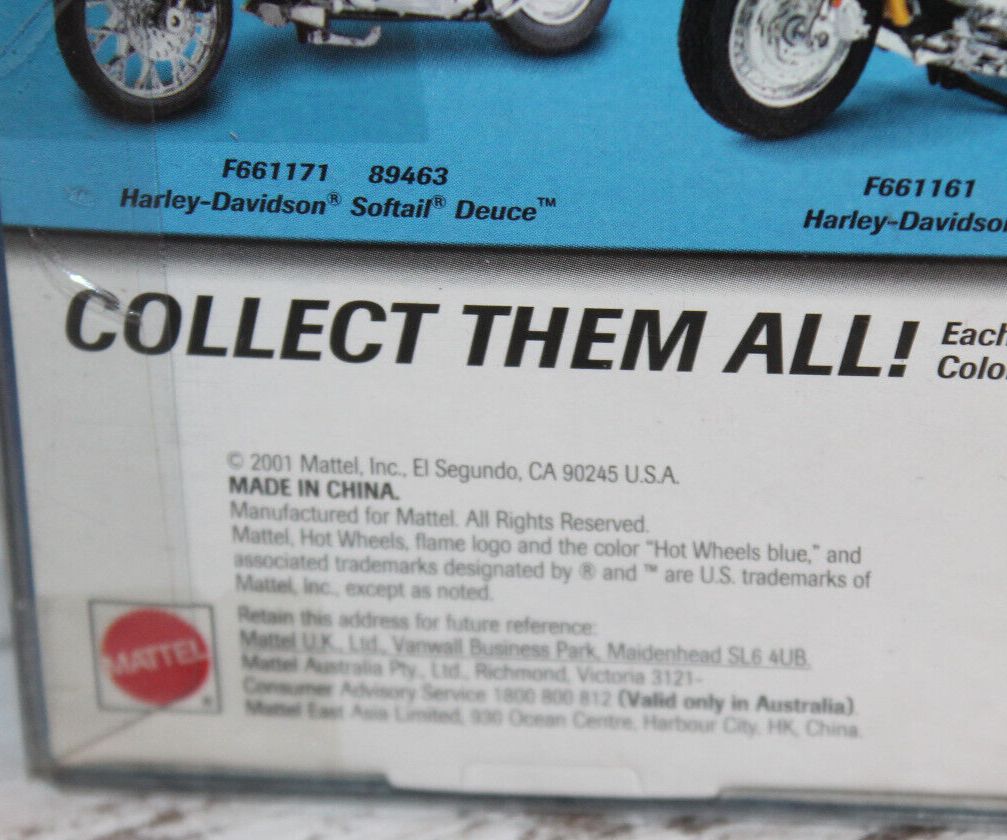 F661171 89463
Harley-Davidson® Softail® Deuce™
F661161
Harley-Davidso
COLLECT THEM ALL!
Each
Colo
© 2001 Mattel, Inc., El Segundo, CA 90245 U.S.A.
MADE IN CHINA.
Manufactured for Mattel. All Rights Reserved.
Mattel, Hot Wheels, flame logo and the color "Hot Wheels blue," and
associated trademarks designated by ® and ™ are U.S. trademarks of
Mattel, Inc., except as noted.
Retain this address for future reference:
Mattel U.K., Ltd., Vanwall Business Park, Maidenhead SL6 4UB.
Mattel Australia Pty., Ltd., Richmond, Victoria 3121-
Consumer Advisory Service 1800 800 812 (Valid only in Australia).
Mattel East Asia Limited, 930 Ocean Centre, Harbour City, HK, China.
MATTEL